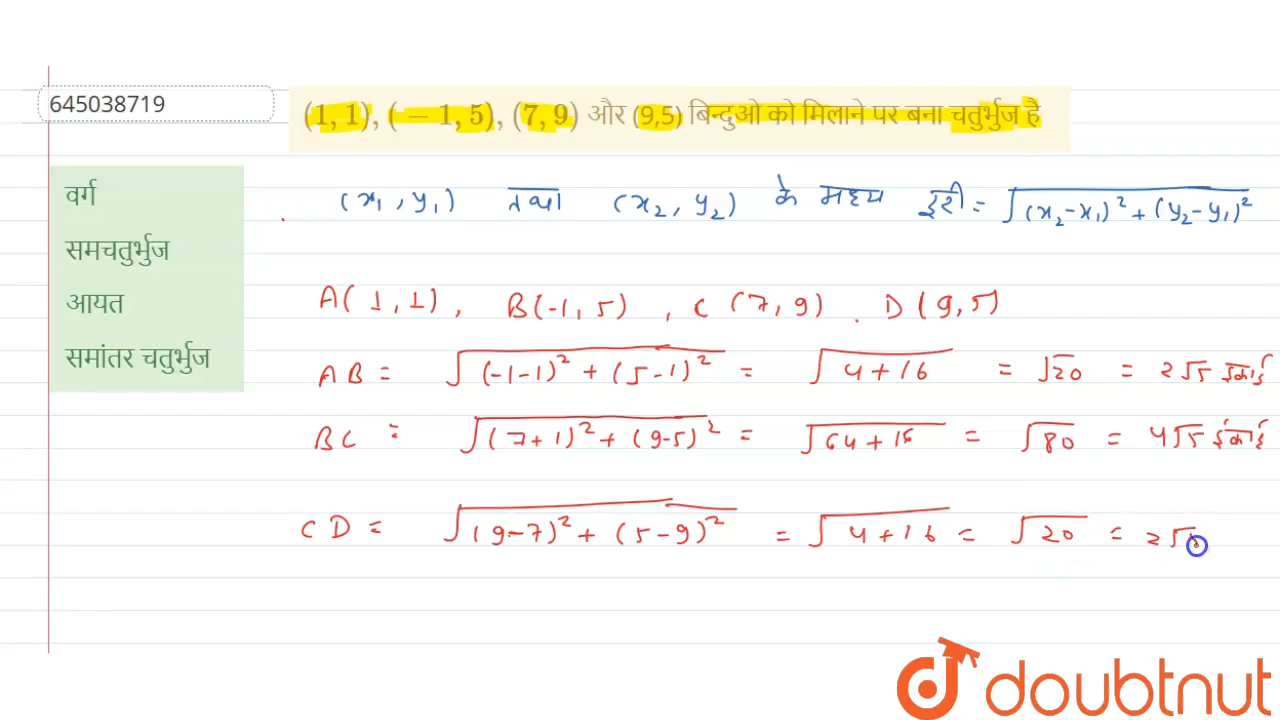 645038719
(1,1), (−1,5), (7,9) और (9,5) बिन्दुओ को मिलाने पर बना चतुर्भुज है
वर्ग
समचतुर्भुज
आयत
समांतर चतुर्भुज
(x₁, y₁) तथा (x₂, y₂) के मध्य दूरी = √(x₂-x₁)² + (y₂-y₁)²
A(1,1), B(-1,5), C(7,9). D(9,5)
AB = √(-1-1)² + (5-1)² = √4+16 = √20 = 2√5 इकाई
BC = √(7+1)² + (9-5)² = √64+16 = √80 = 4√5 इकाई
CD = √(9-7)² + (5-9)² = √4+16 = √20 = 2√5
doubtnut